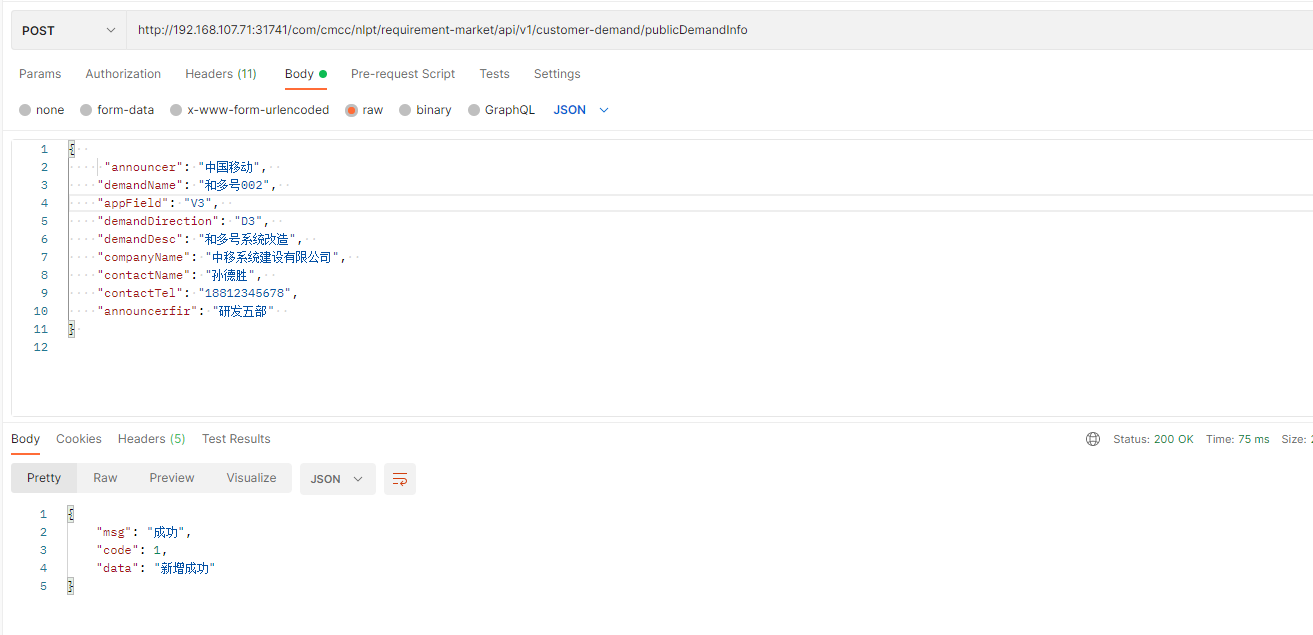 POST http://192.168.107.71:31741/com/cmcc/nlpt/requirement-market/api/v1/customer-demand/publicDemandInfo
Params Authorization Headers (11) Body Pre-request Script Tests Settings
none form-data x-www-form-urlencoded raw binary GraphQL JSON
1 {
2 "announcer": "中国移动",
3 "demandName": "和多号002",
4 "appField": "V3",
5 "demandDirection": "D3",
6 "demandDesc": "和多号系统改造",
7 "companyName": "中移系统建设有限公司",
8 "contactName": "孙德胜",
9 "contactTel": "18812345678",
10 "announcerfir": "研发五部"
11 }
12
Body Cookies Headers (5) Test Results Status: 200 OK Time: 75 ms Size:
Pretty Raw Preview Visualize JSON
1 {
2 "msg": "成功",
3 "code": 1,
4 "data": "新增成功"
5 }